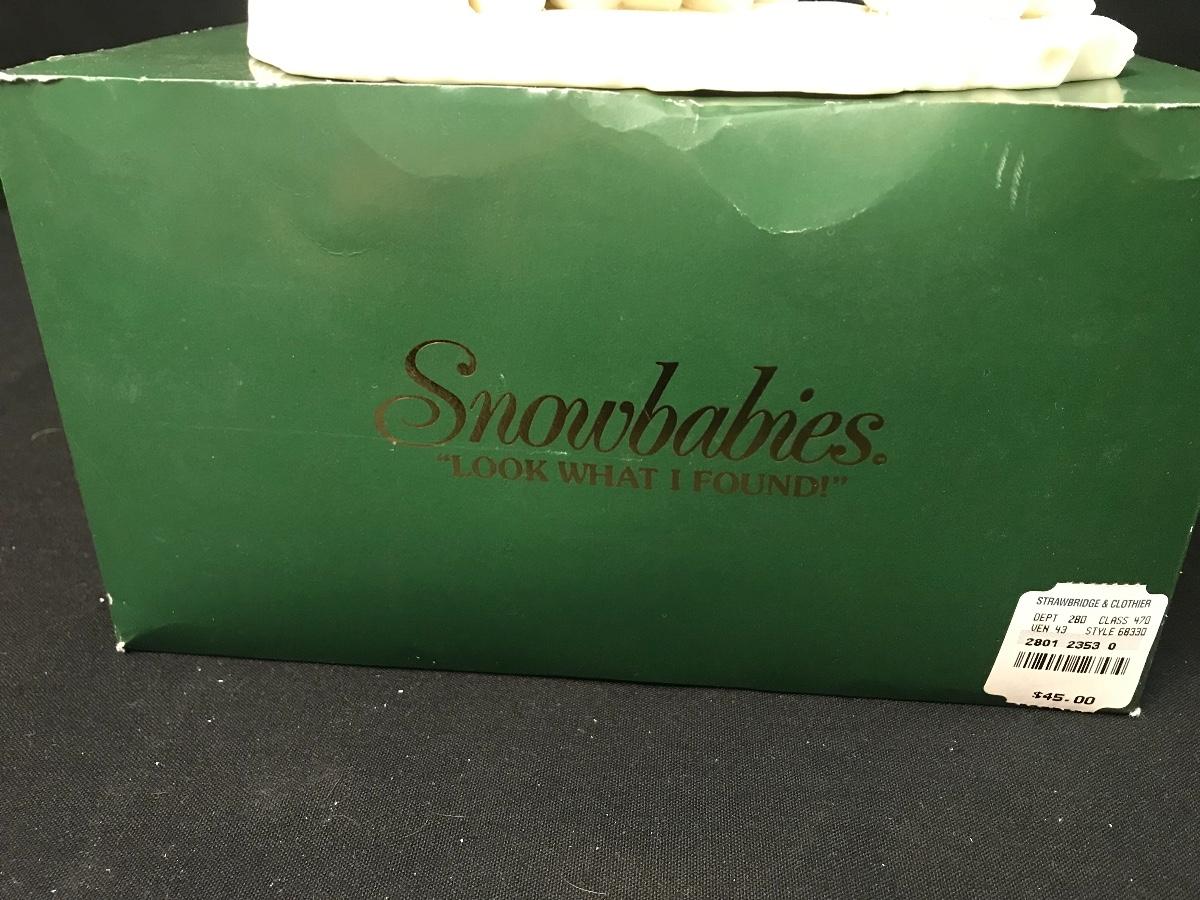 Snowbabies®
"LOOK WHAT I FOUND!"
STRAWBRIDGE & CLOTHIER
DEPT 280 CLASS 470
VEN 43 STYLE 68330
2801 2353 0
$45.00